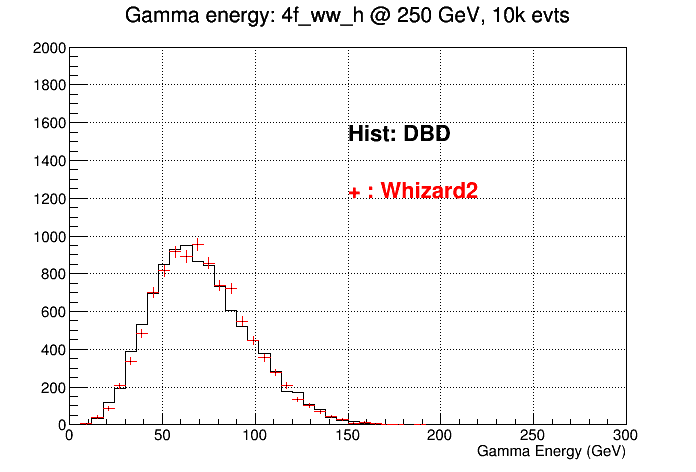 Gamma energy: 4f_ww_h @ 250 GeV, 10k evts
2000
1800
1600
1400
1200
1000
800
600
400
200
0
Hist: DBD
+ : Whizard2
0 50 100 150 200 250 300
Gamma Energy (GeV)